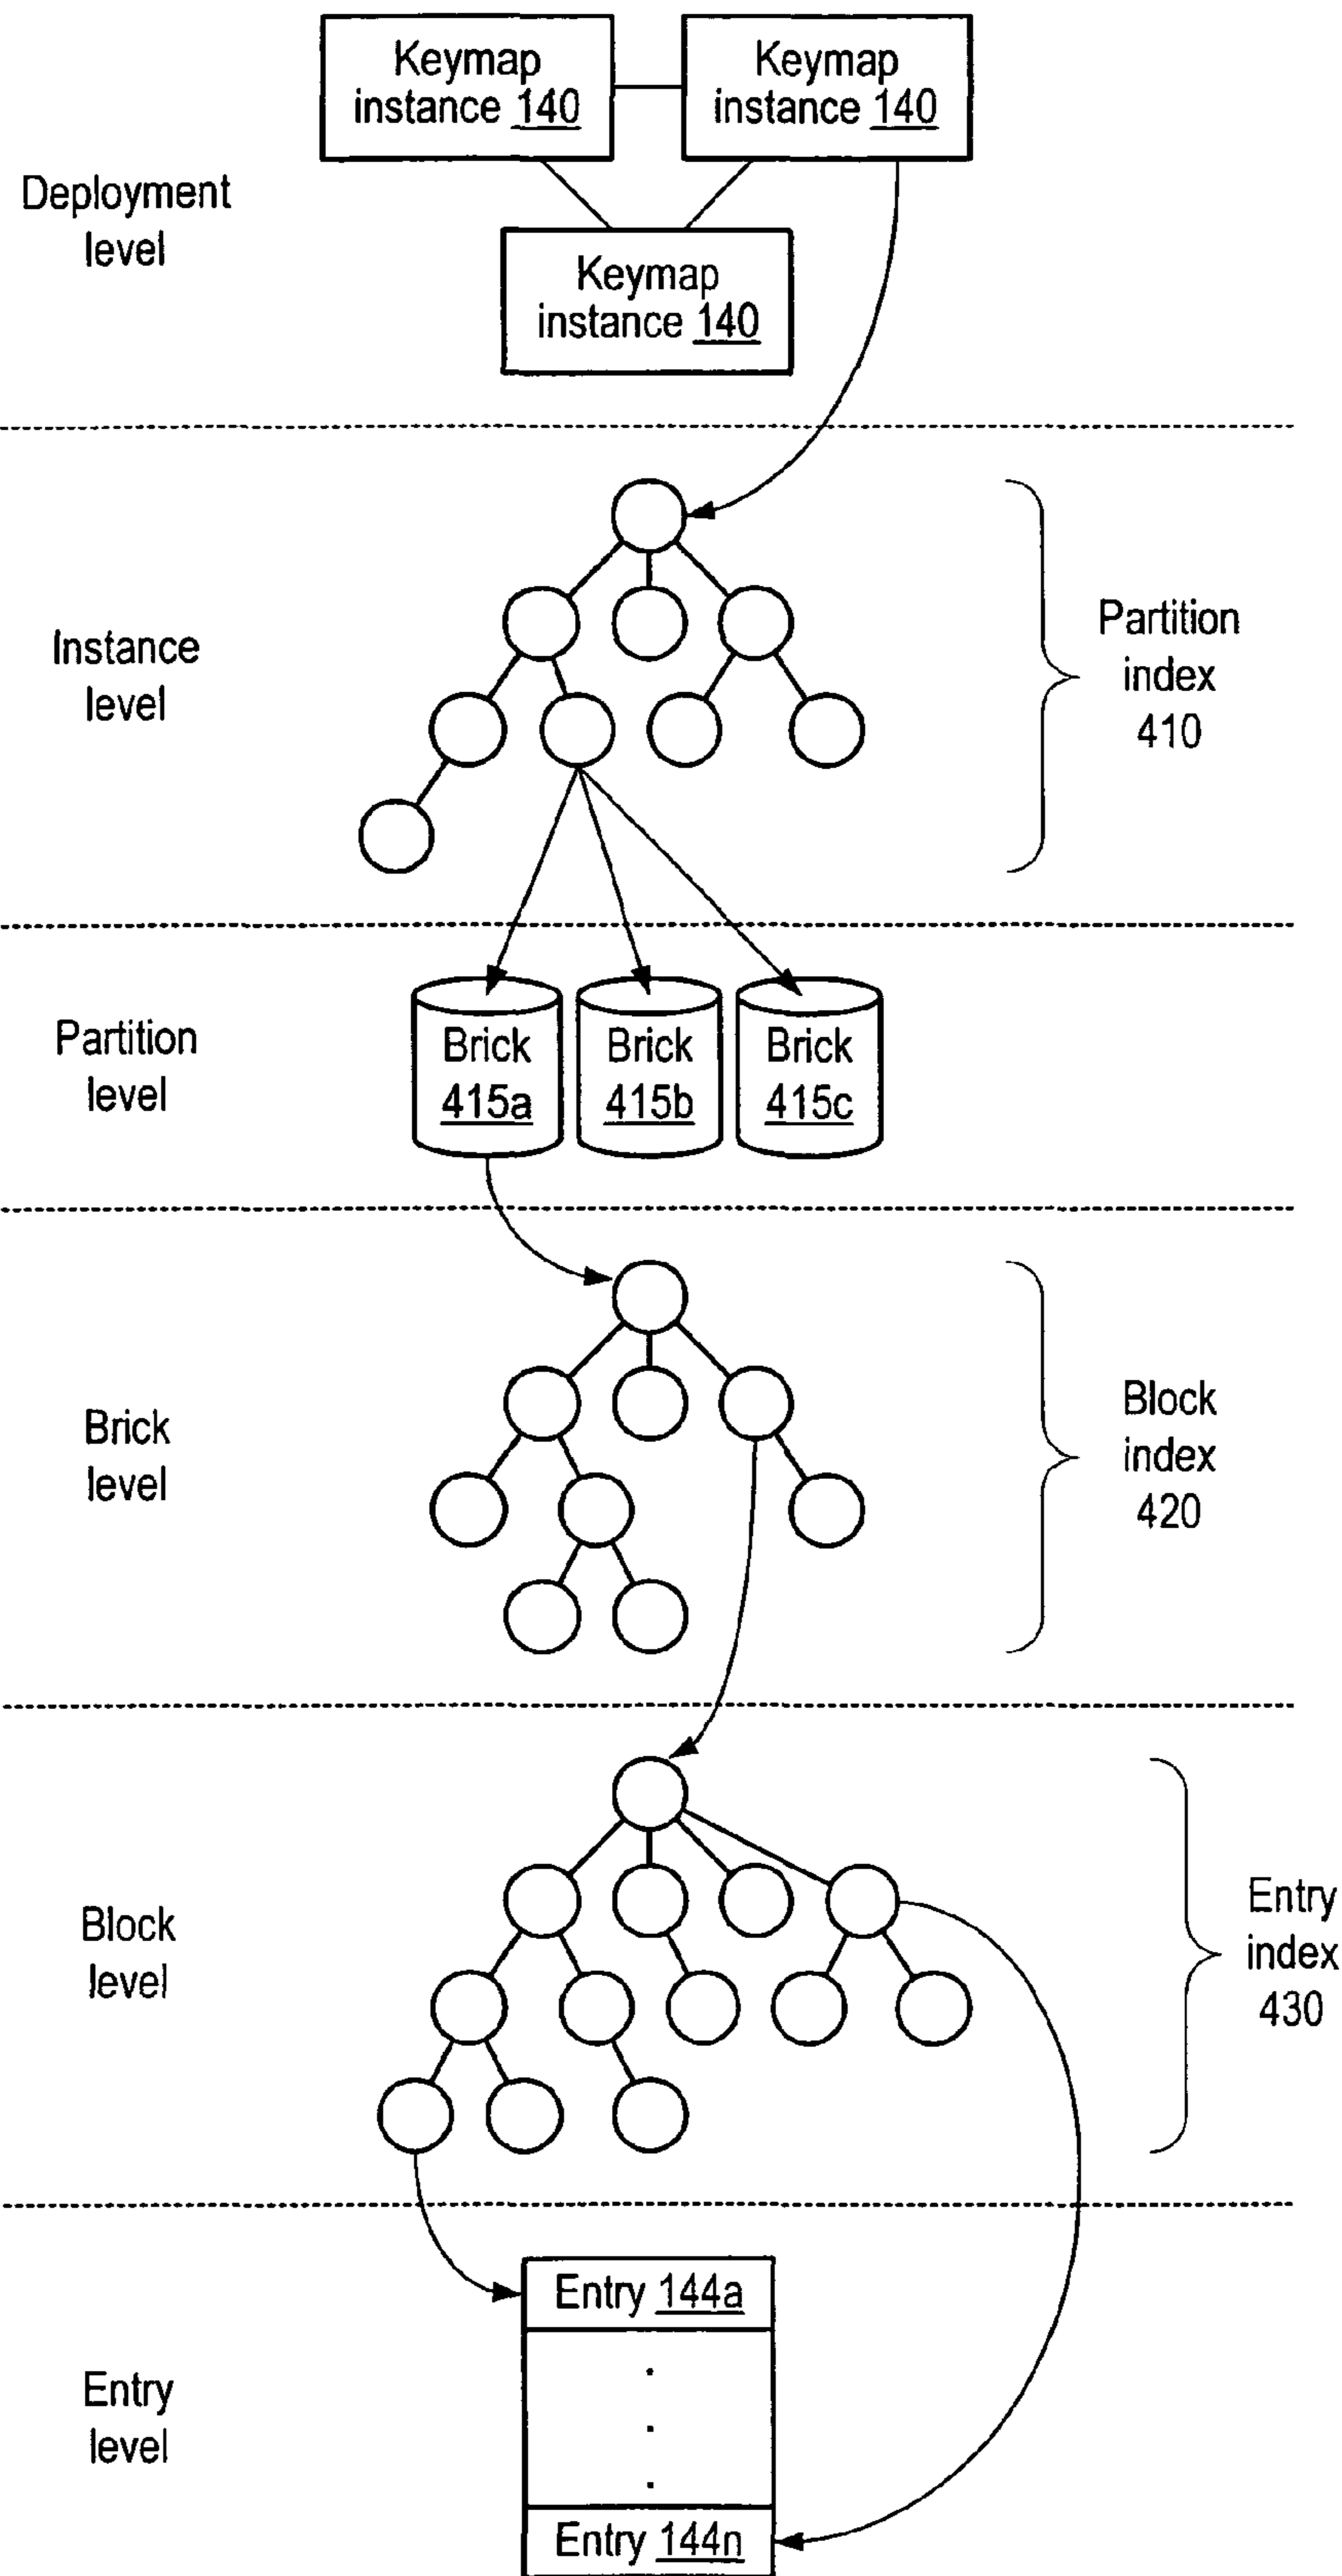 Keymap
instance 140
Keymap
instance 140
Deployment
level
Keymap
instance 140
Instance
level
Partition
index
410
Partition
level
Brick
415a
Brick
415b
Brick
415c
Brick
level
Block
index
420
Block
level
Entry
index
430
Entry
level
Entry 144a
.
.
.
Entry 144n